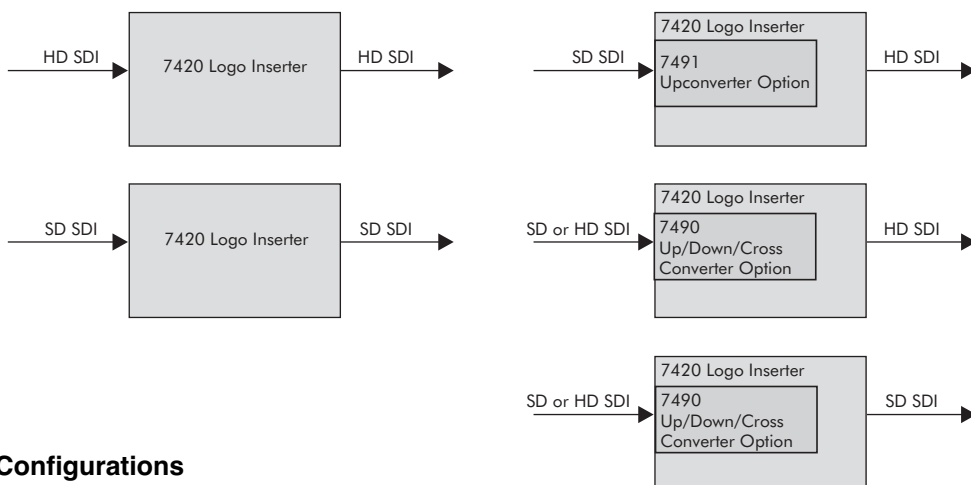 HD SDI
7420 Logo Inserter
HD SDI
SD SDI
7420 Logo Inserter
SD SDI
7420 Logo Inserter
SD SDI
7491
Upconverter Option
HD SDI
7420 Logo Inserter
SD or HD SDI
7490
Up/Down/Cross
Converter Option
HD SDI
7420 Logo Inserter
SD or HD SDI
7490
Up/Down/Cross
Converter Option
SD SDI
Configurations